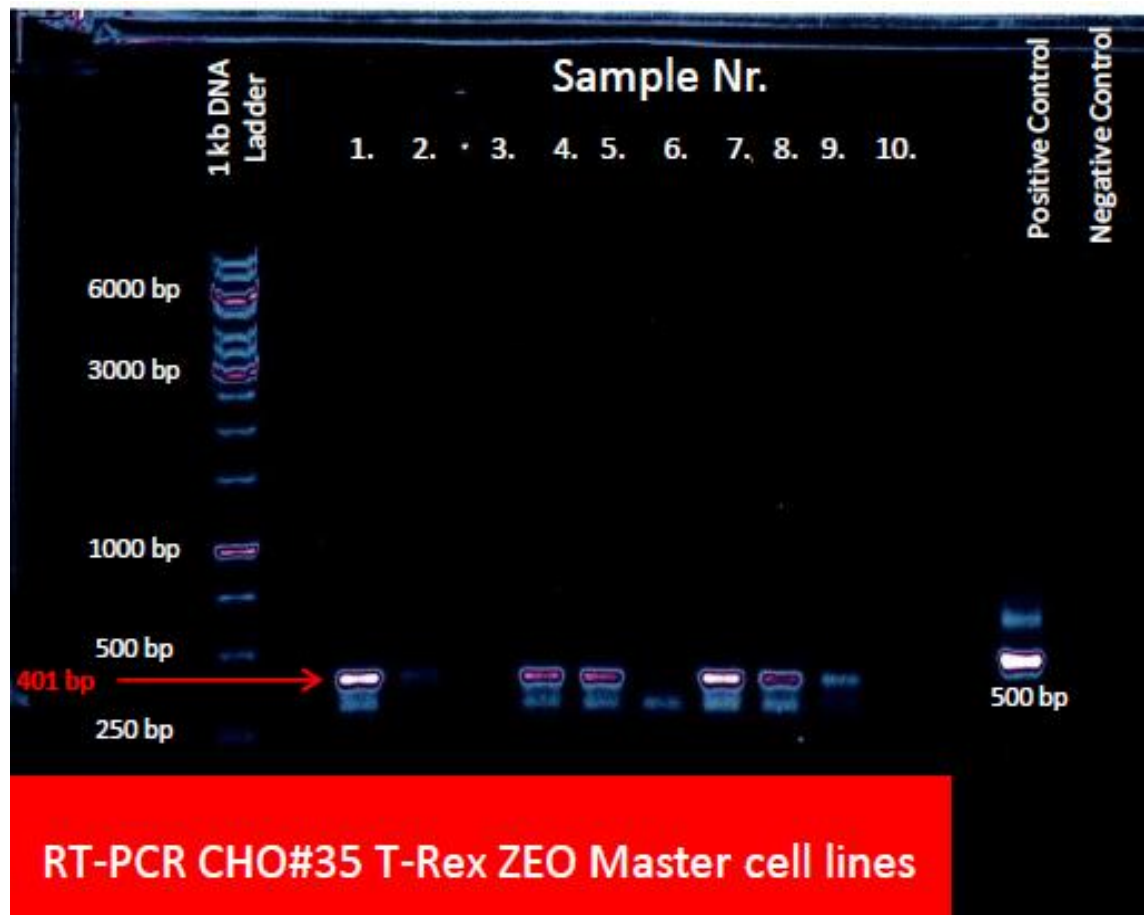 1 kb DNA
Ladder
Sample Nr.
1. 2. 3. 4. 5. 6. 7. 8. 9. 10.
Positive Control
Negative Control
6000 bp
3000 bp
1000 bp
500 bp
401 bp
250 bp
500 bp
RT-PCR CHO#35 T-Rex ZEO Master cell lines